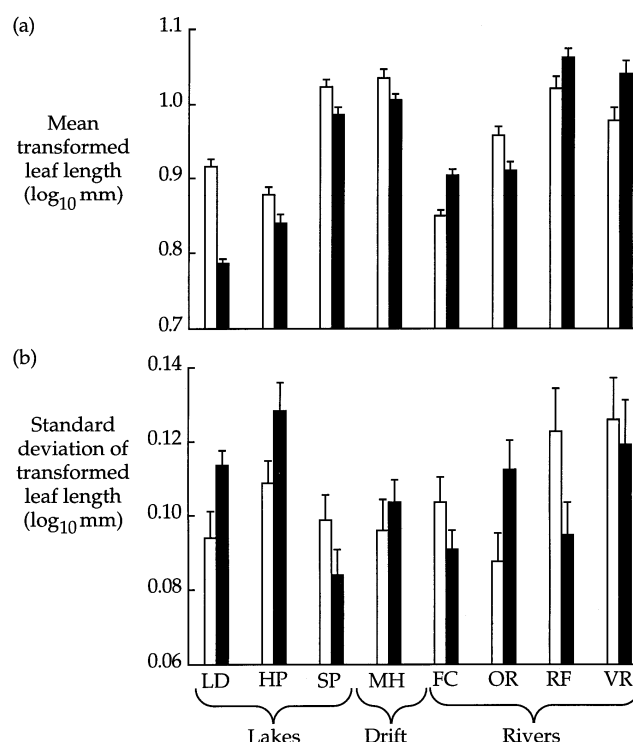 (a)
Mean
transformed
leaf length
(log10 mm)
1.1
1.0
0.9
0.8
0.7
(b)
Standard
deviation of
transformed
leaf length
(log10 mm)
0.14
0.12
0.10
0.08
0.06
LD HP SP MH FC OR RF VR
Lakes Drift Rivers